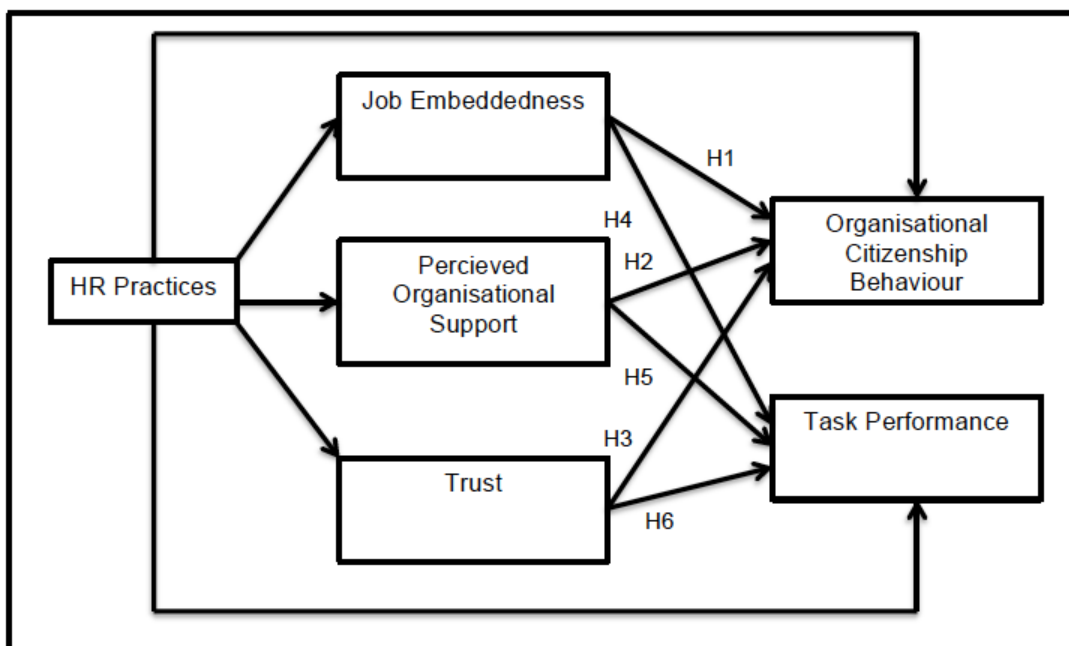 Job Embeddedness
H1
H4
Organisational
Citizenship
Behaviour
HR Practices
Percieved
Organisational
Support
H2
H5
Task Performance
H3
Trust
H6